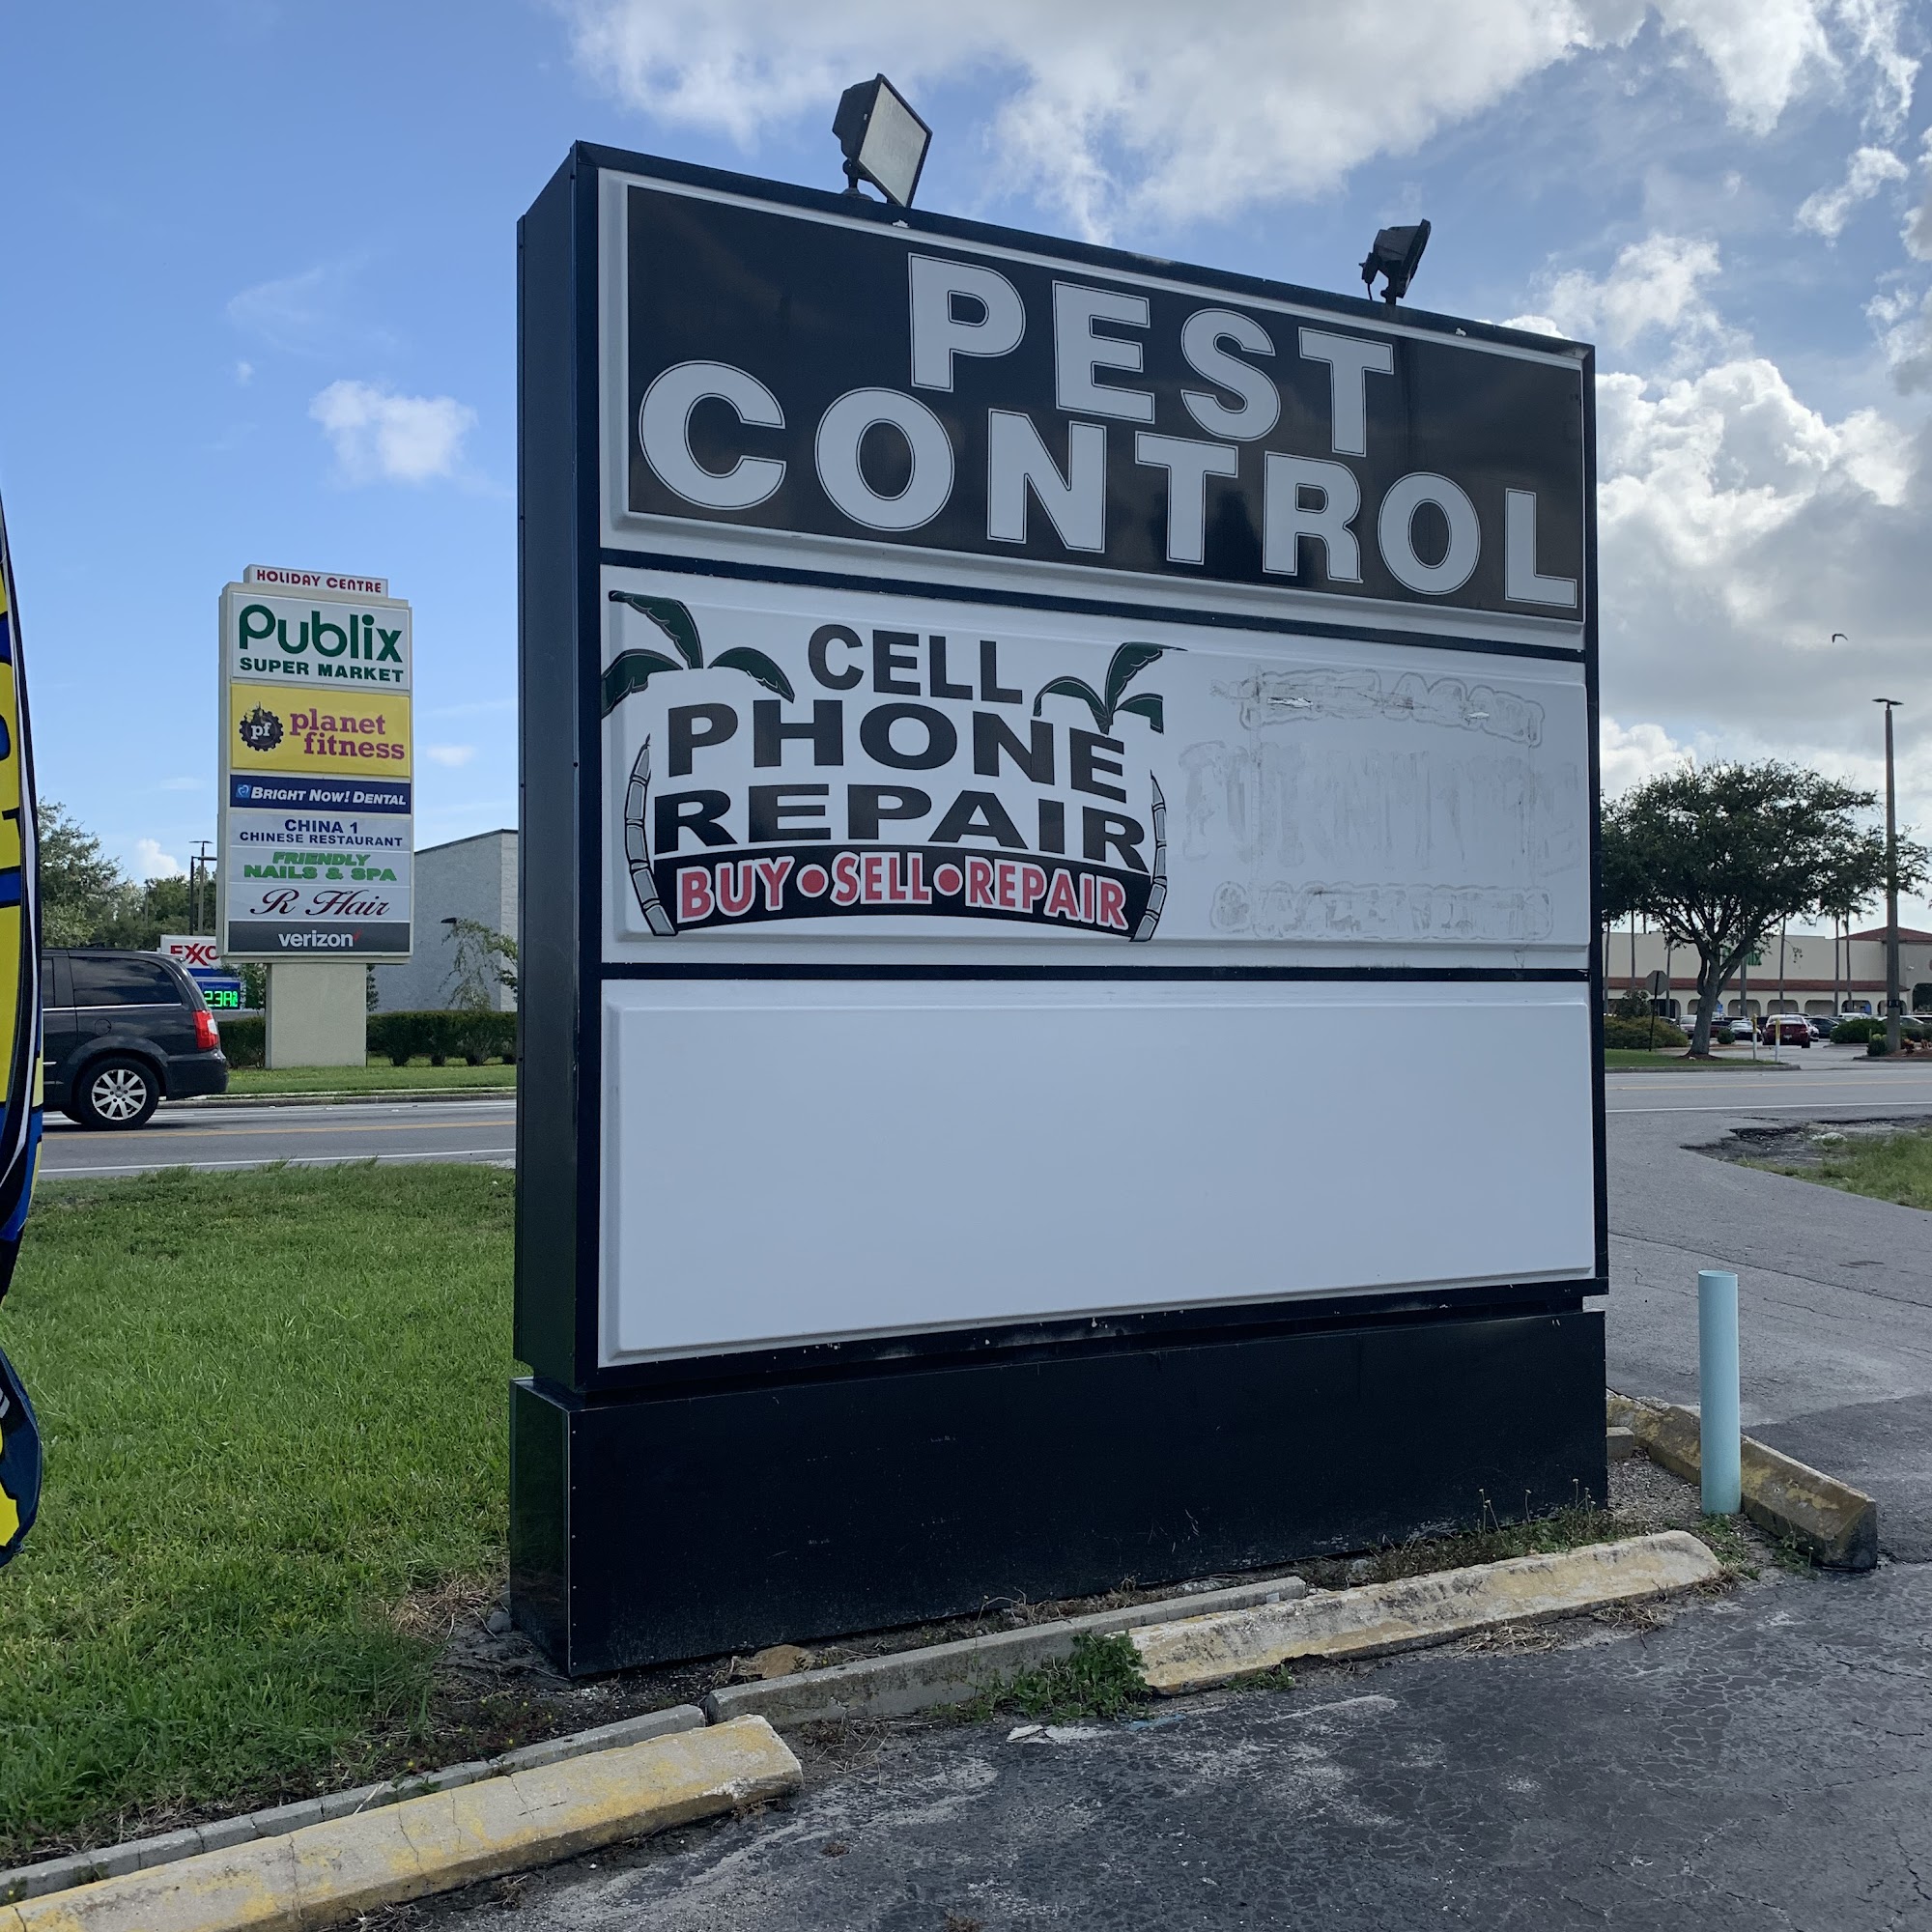 PEST
CONTROL
CELL
PHONE
REPAIR
BUY • SELL • REPAIR
HOLIDAY CENTRE
Publix
SUPER MARKET
pf
planet
fitness
BRIGHT NOW! DENTAL
CHINA 1
CHINESE RESTAURANT
FRIENDLY
NAILS & SPA
R Hair
verizon